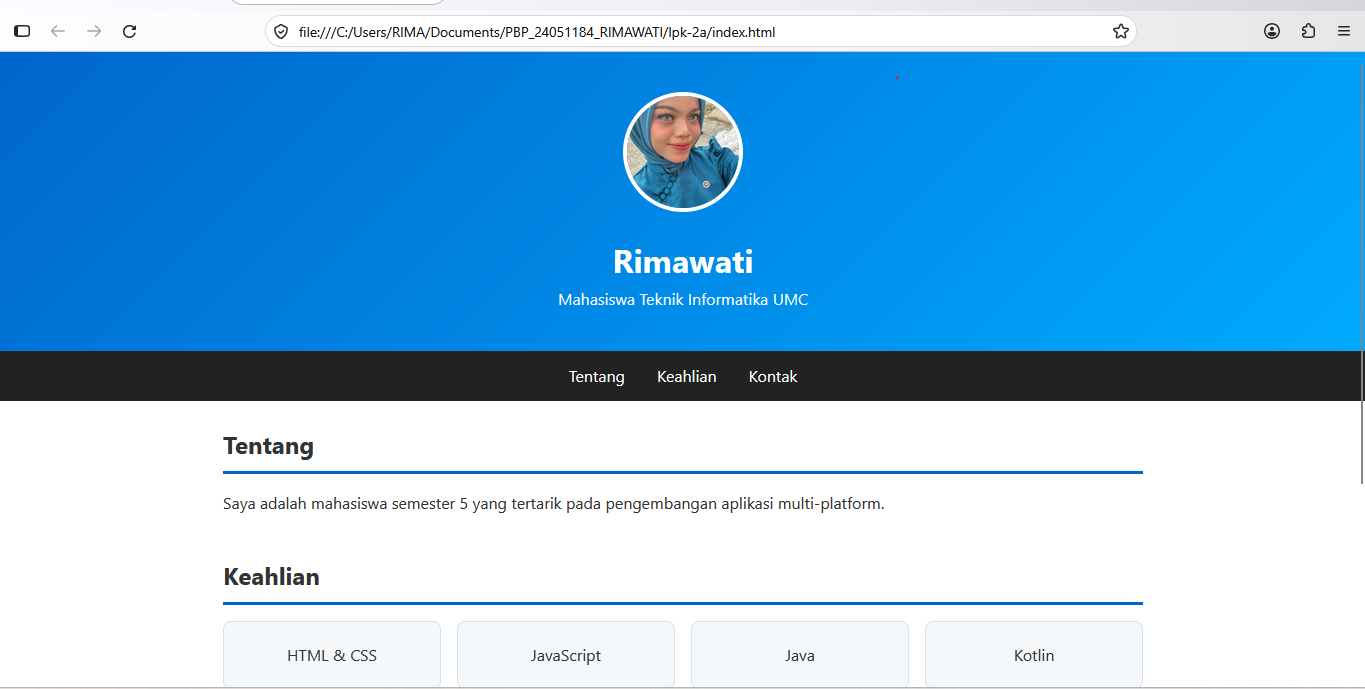 file:///C:/Users/RIMA/Documents/PBP_24051184_RIMAWATI/lpk-2a/index.html
Rimawati
Mahasiswa Teknik Informatika UMC
Tentang Keahlian Kontak
Tentang
Saya adalah mahasiswa semester 5 yang tertarik pada pengembangan aplikasi multi-platform.
Keahlian
HTML & CSS JavaScript Java Kotlin